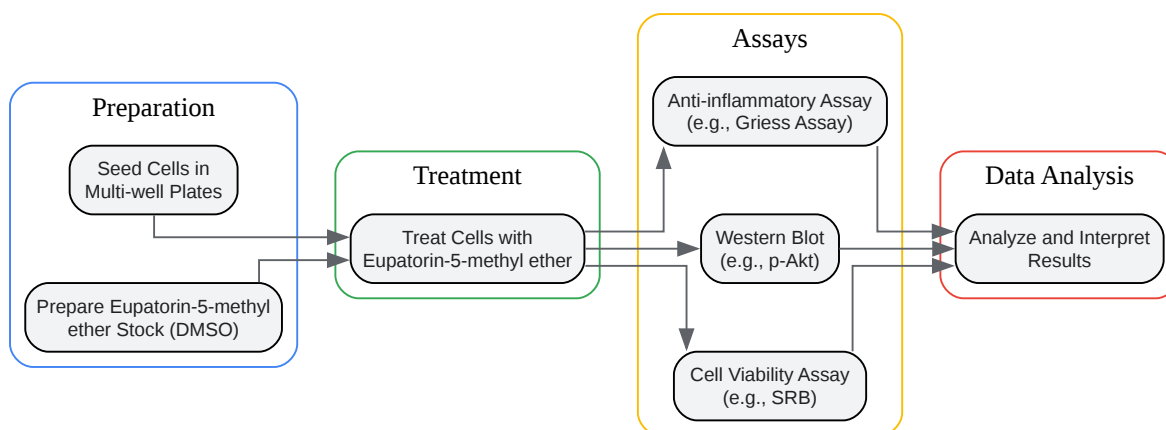 Preparation
Seed Cells in
Multi-well Plates
Prepare Eupatorin-5-methyl
ether Stock (DMSO)
Treatment
Treat Cells with
Eupatorin-5-methyl ether
Assays
Anti-inflammatory Assay
(e.g., Griess Assay)
Western Blot
(e.g., p-Akt)
Cell Viability Assay
(e.g., SRB)
Data Analysis
Analyze and Interpret
Results